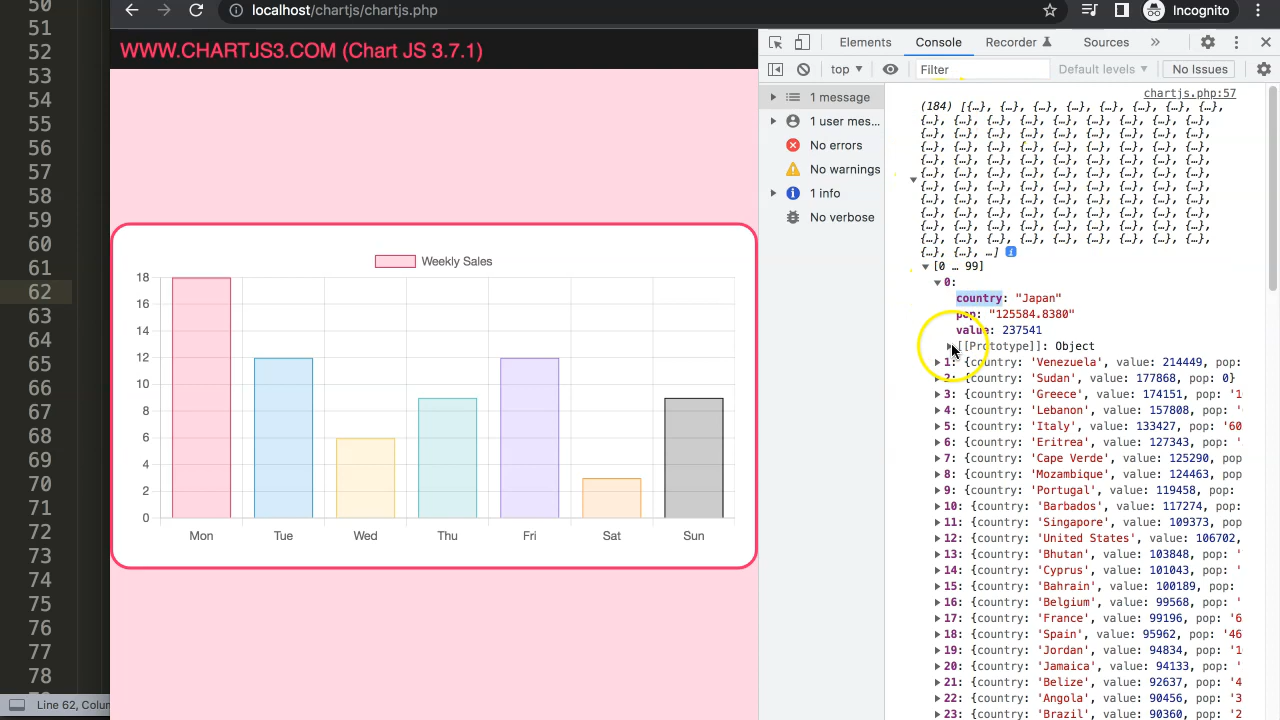 localhost/chartjs/chartjs.php
Incognito
WWW.CHARTJS3.COM (Chart JS 3.7.1)
Elements Console Recorder Sources
top Filter Default levels No Issues
50
51
52
53
54
55
56
57
58
59
60
61
62
63
64
65
66
67
68
69
70
71
72
73
74
75
76
77
78
Line 62, Colum
Weekly Sales
18
16
14
12
10
8
6
4
2
0
Mon Tue Wed Thu Fri Sat Sun
1 message
1 user mes...
No errors
No warnings
1 info
No verbose
chartjs.php:57
(184) [{…}, {…}, {…}, {…}, {…}, {…}, {…}, {…},
{…}, {…}, {…}, {…}, {…}, {…}, {…}, {…}, {…},
{…}, {…}, {…}, {…}, {…}, {…}, {…}, {…}, {…},
{…}, {…}, {…}, {…}, {…}, {…}, {…}, {…}, {…},
{…}, {…}, {…}, {…}, {…}, {…}, {…}, {…}, {…},
{…}, {…}, {…}, {…}, {…}, {…}, {…}, {…}, {…},
{…}, {…}, {…}, {…}, {…}, {…}, {…}, {…}, {…},
{…}, {…}, {…}, {…}, {…}, {…}, {…}, {…}, {…},
{…}, {…}, {…}, {…}, {…}, {…}, {…}, {…}, {…},
{…}, {…}, {…}, {…}, {…}, {…}, {…}, {…}, {…},
{…}, {…}, {…}, {…}, {…}, {…}, {…}, {…}, {…},
{…}, {…}, …]
[0 … 99]
0:
country: "Japan"
pop: "125584.8380"
value: 237541
[[Prototype]]: Object
1: {country: 'Venezuela', value: 214449, pop:
2: {country: 'Sudan', value: 177868, pop: 0}
3: {country: 'Greece', value: 174151, pop: '1
4: {country: 'Lebanon', value: 157808, pop: '
5: {country: 'Italy', value: 133427, pop: '60
6: {country: 'Eritrea', value: 127343, pop: '
7: {country: 'Cape Verde', value: 125290, pop:
8: {country: 'Mozambique', value: 124463, pop:
9: {country: 'Portugal', value: 119458, pop:
10: {country: 'Barbados', value: 117274, pop:
11: {country: 'Singapore', value: 109373, pop:
12: {country: 'United States', value: 106702,
13: {country: 'Bhutan', value: 103848, pop: '
14: {country: 'Cyprus', value: 101043, pop: '
15: {country: 'Bahrain', value: 100189, pop:
16: {country: 'Belgium', value: 99568, pop: '
17: {country: 'France', value: 99196, pop: '6
18: {country: 'Spain', value: 95962, pop: '46
19: {country: 'Jordan', value: 94834, pop: '1
20: {country: 'Jamaica', value: 94133, pop: '
21: {country: 'Belize', value: 92637, pop: '4
22: {country: 'Angola', value: 90456, pop: '3
23: {country: 'Brazil', value: 90360, pop: '2